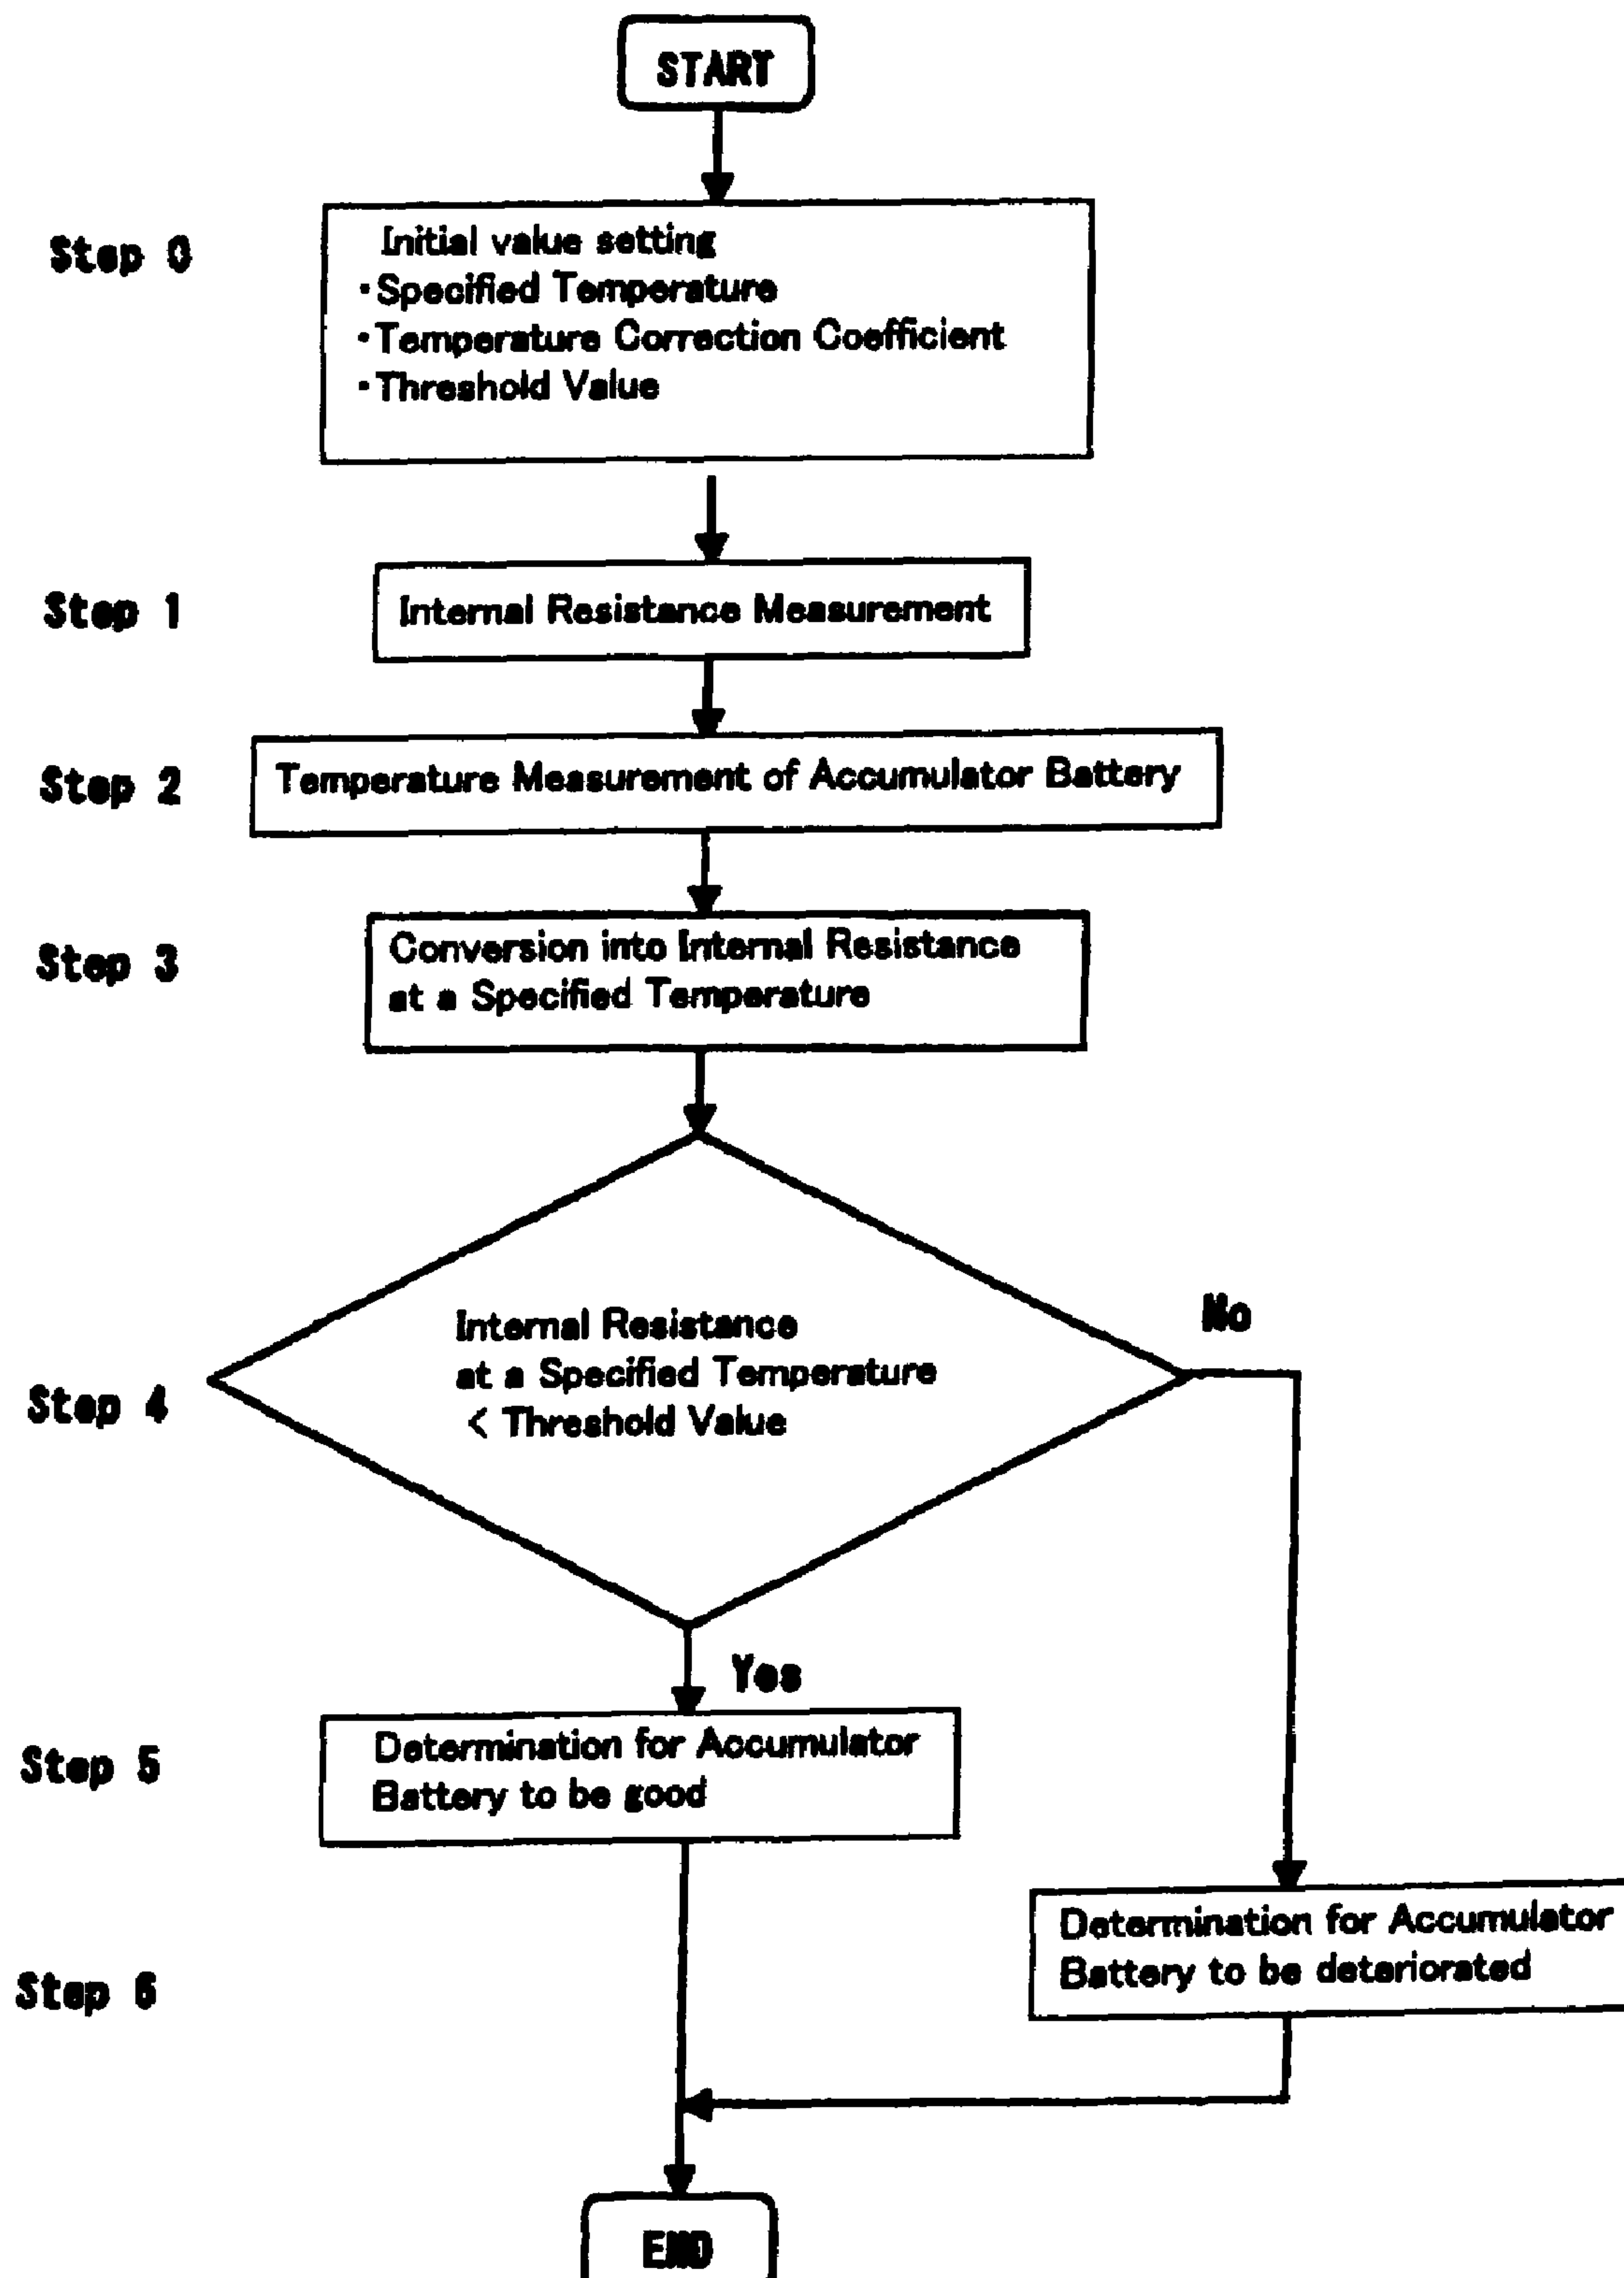 START
Step 0
Initial value setting
・Specified Temperature
・Temperature Correction Coefficient
・Threshold Value
Step 1
Internal Resistance Measurement
Step 2
Temperature Measurement of Accumulator Battery
Step 3
Conversion into Internal Resistance
at a Specified Temperature
Step 4
Internal Resistance
at a Specified Temperature
< Threshold Value
No
Yes
Step 5
Determination for Accumulator
Battery to be good
Step 6
Determination for Accumulator
Battery to be deteriorated
END